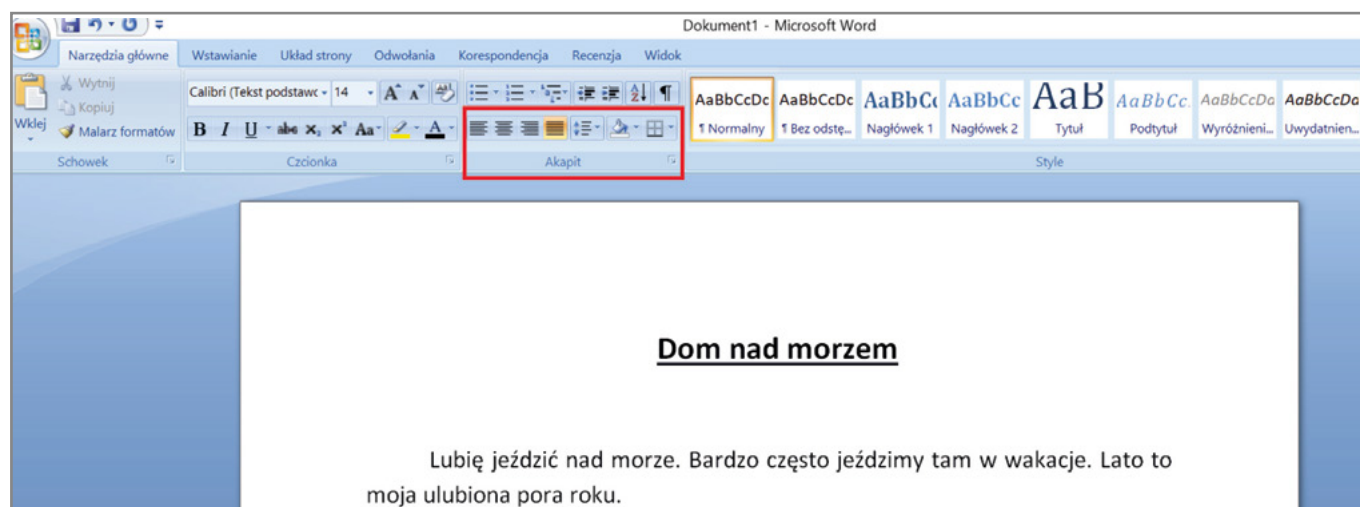 Dokument1 - Microsoft Word
Narzędzia główne Wstawianie Układ strony Odwołania Korespondencja Recenzja Widok
Wklej
Wytnij
Kopiuj
Malarz formatów
Schowek
Calibri (Tekst podstawc 14
A A
B I U abe X₂ X² Aa A
Czcionka
Akapit
AaBbCcDc AaBbCcDc AaBbCc AaBbCc AaB AaBbCc. AaBbCcDa AaBbCcDa
¶ Normalny ¶ Bez odstę... Nagłówek 1 Nagłówek 2 Tytuł Podtytuł Wyróżnieni... Uwydatnien...
Style
Dom nad morzem
Lubię jeździć nad morze. Bardzo często jeździmy tam w wakacje. Lato to
moja ulubiona pora roku.